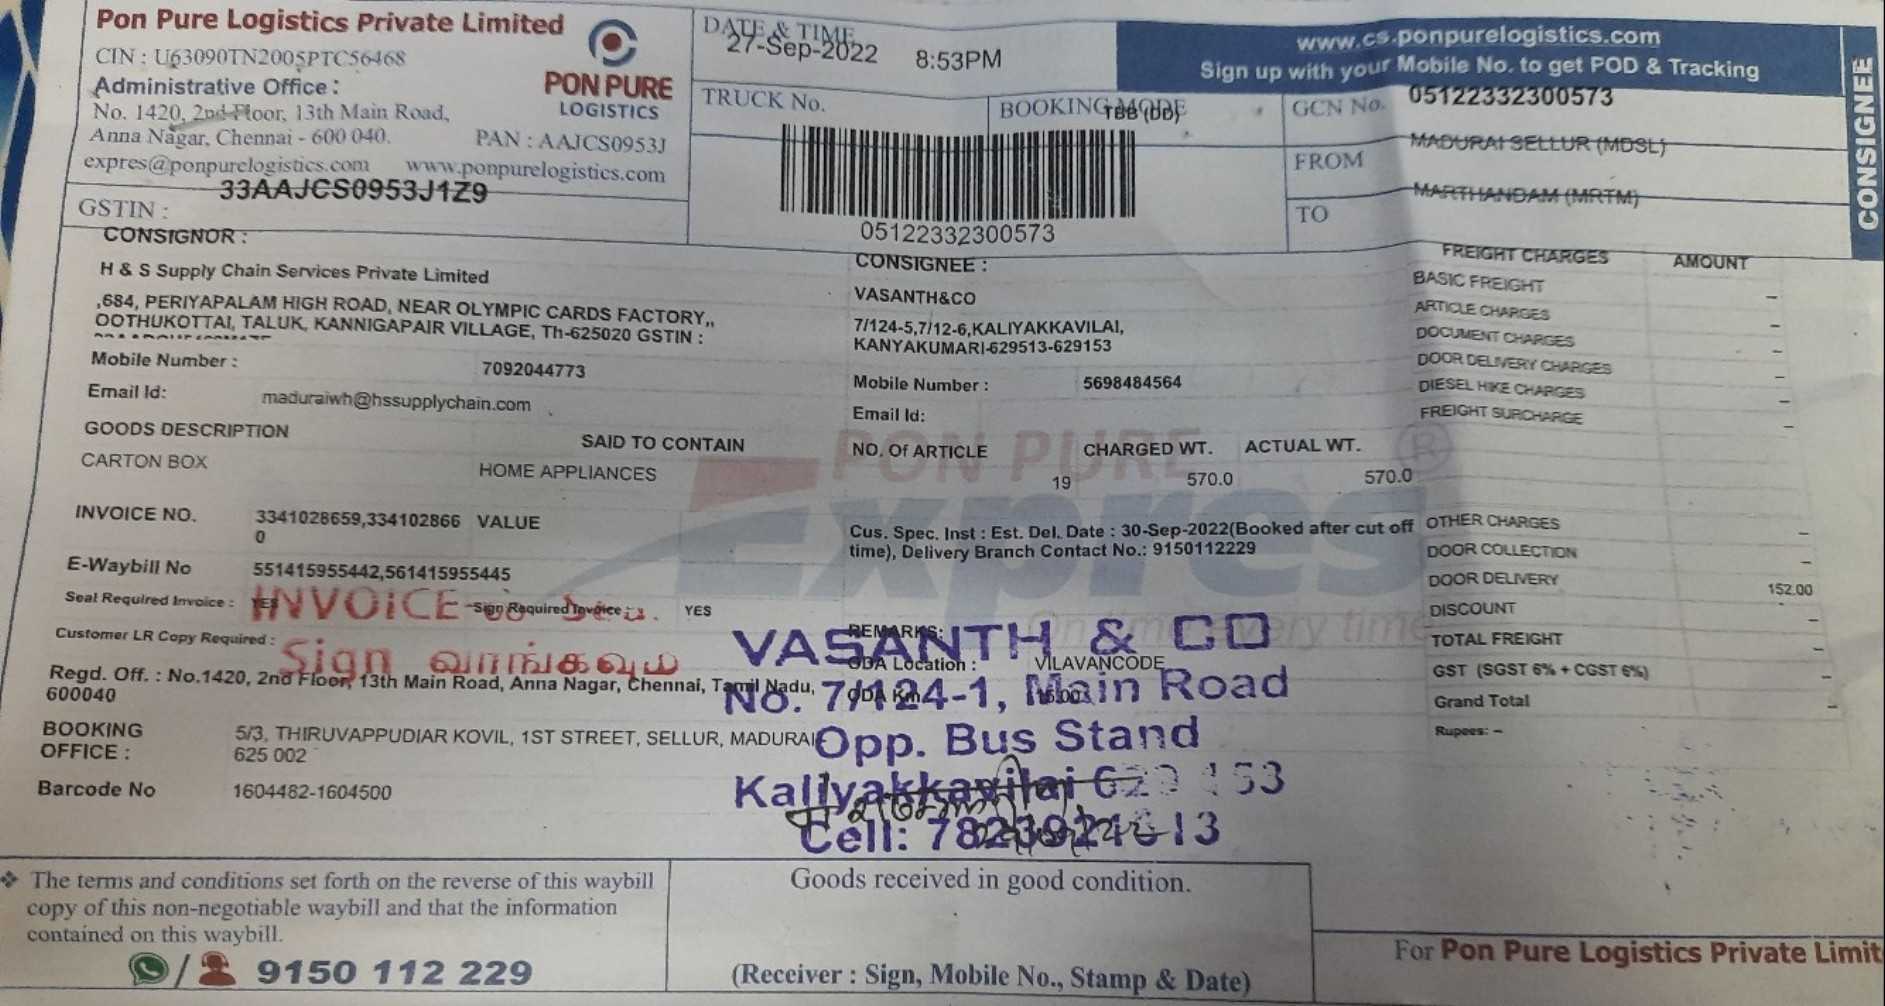 Pon Pure Logistics Private Limited
CIN : U63090TN2005PTC56468
Administrative Office :
No. 1420, 2nd Floor, 13th Main Road,
Anna Nagar, Chennai - 600 040. PAN : AAJCS0953J
expres@ponpurelogistics.com www.ponpurelogistics.com
33AAJCS0953J1Z9
GSTIN :
PON PURE
LOGISTICS
DATE & TIME
27-Sep-2022 8:53PM
TRUCK No.
BOOKING MODE
TBB (DD)
05122332300573
www.cs.ponpurelogistics.com
Sign up with your Mobile No. to get POD & Tracking
GCN No. 05122332300573
FROM MADURAI SELLUR (MDSL)
TO MARTHANDAM (MRTM)
CONSIGNEE
CONSIGNOR :
H & S Supply Chain Services Private Limited
,684, PERIYAPALAM HIGH ROAD, NEAR OLYMPIC CARDS FACTORY,,
OOTHUKOTTAI, TALUK, KANNIGAPAIR VILLAGE, Th-625020 GSTIN :
Mobile Number : 7092044773
Email Id: maduraiwh@hssupplychain.com
CONSIGNEE :
VASANTH&CO
7/124-5,7/12-6,KALIYAKKAVILAI,
KANYAKUMARI-629513-629153
Mobile Number : 5698484564
Email Id:
GOODS DESCRIPTION SAID TO CONTAIN
CARTON BOX HOME APPLIANCES
NO. Of ARTICLE CHARGED WT. ACTUAL WT.
19 570.0 570.0
PON PURE
Expres
INVOICE NO. 3341028659,334102866 VALUE
0
E-Waybill No 551415955442,561415955445
Cus. Spec. Inst : Est. Del. Date : 30-Sep-2022(Booked after cut off
time), Delivery Branch Contact No.: 9150112229
Seal Required Invoice : YES Sign Required Invoice : YES
INVOICE
Customer LR Copy Required :
Sign வாங்கவும்
REMARKS:
ODA Location : VILAVANCODE
ODA Km
Regd. Off. : No.1420, 2nd Floor, 13th Main Road, Anna Nagar, Chennai, Tamil Nadu,
600040
BOOKING
OFFICE :
5/3, THIRUVAPPUDIAR KOVIL, 1ST STREET, SELLUR, MADURAI
625 002
Barcode No 1604482-1604500
VASANTH & CO
No. 7/124-1, Main Road
Opp. Bus Stand
Kaliyakkavilai 629 153
Cell:
FREIGHT CHARGES AMOUNT
BASIC FREIGHT –
ARTICLE CHARGES –
DOCUMENT CHARGES –
DOOR DELIVERY CHARGES –
DIESEL HIKE CHARGES –
FREIGHT SURCHARGE –
OTHER CHARGES –
DOOR COLLECTION –
DOOR DELIVERY 152.00
DISCOUNT –
TOTAL FREIGHT –
GST (SGST 6% + CGST 6%) –
Grand Total –
Rupees: –
❖ The terms and conditions set forth on the reverse of this waybill
copy of this non-negotiable waybill and that the information
contained on this waybill.
/ 9150 112 229
Goods received in good condition.
(Receiver : Sign, Mobile No., Stamp & Date)
For Pon Pure Logistics Private Limit